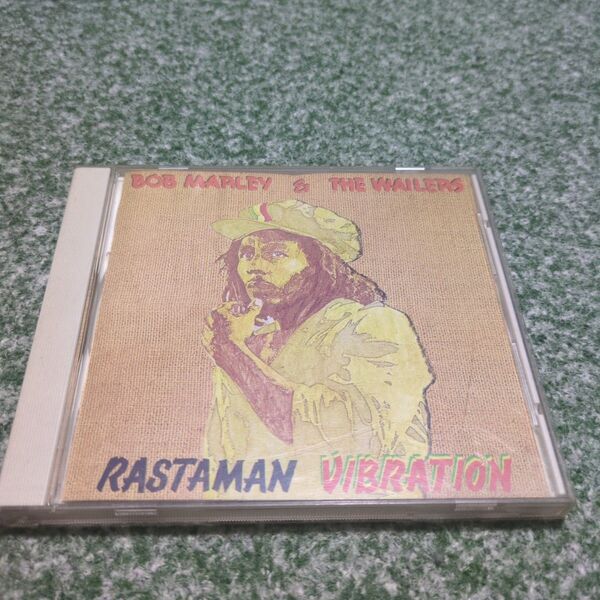 BOB MARLEY & THE WAILERS
RASTAMAN VIBRATION